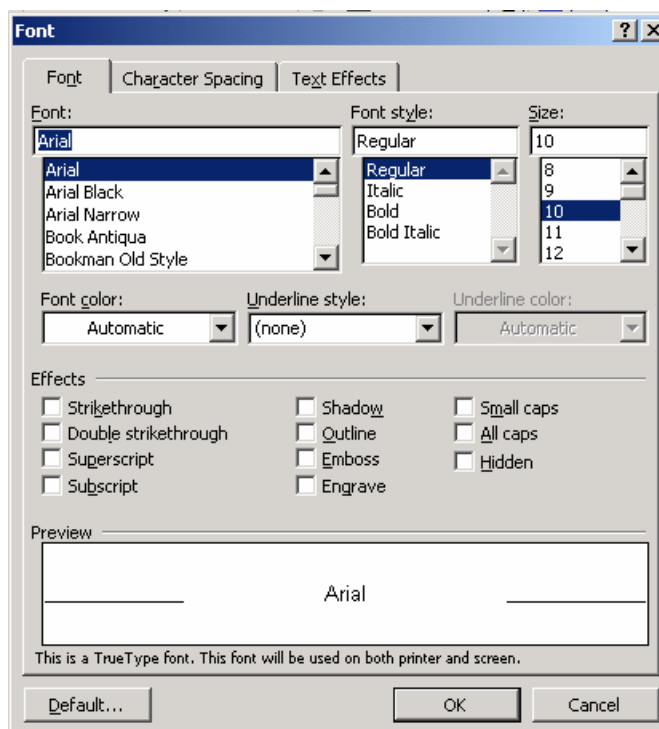 Font
Font Character Spacing Text Effects
Font: Font style: Size:
Arial Regular 10
Arial Regular 8
Arial Black Italic 9
Arial Narrow Bold 10
Book Antiqua Bold Italic 11
Bookman Old Style 12
Font color: Underline style: Underline color:
Automatic (none) Automatic
Effects
Strikethrough Shadow Small caps
Double strikethrough Outline All caps
Superscript Emboss Hidden
Subscript Engrave
Preview
Arial
This is a TrueType font. This font will be used on both printer and screen.
Default... OK Cancel